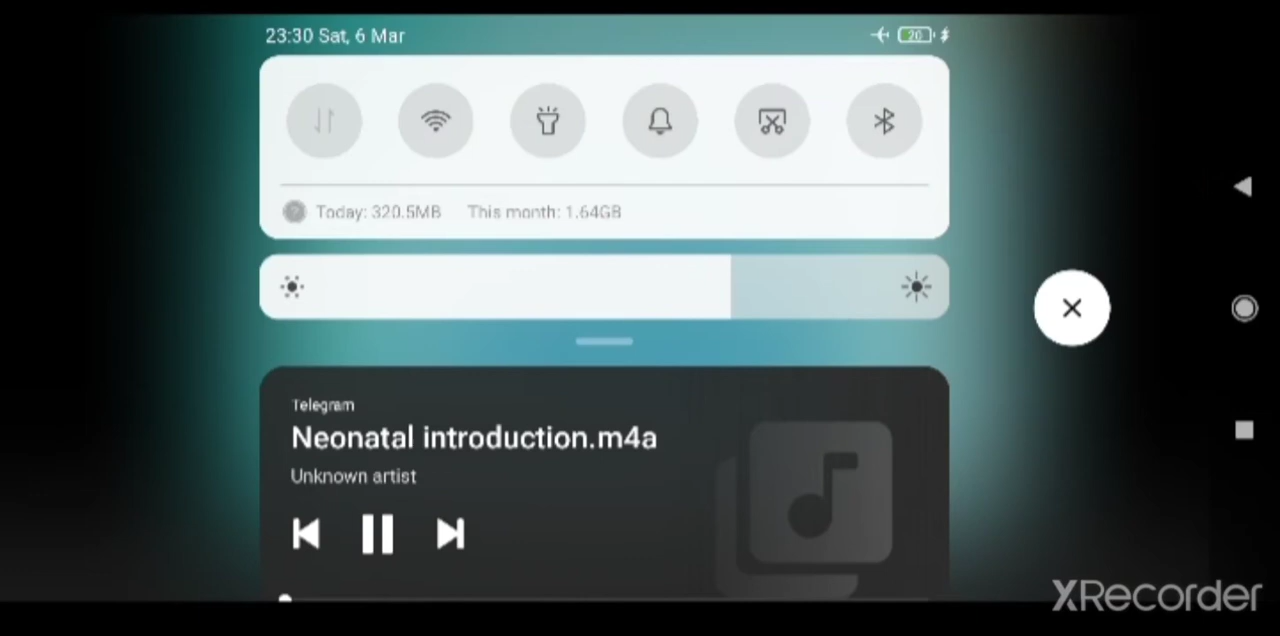 23:30 Sat, 6 Mar
20
Today: 320.5MB This month: 1.64GB
Telegram
Neonatal introduction.m4a
Unknown artist
XRecorder